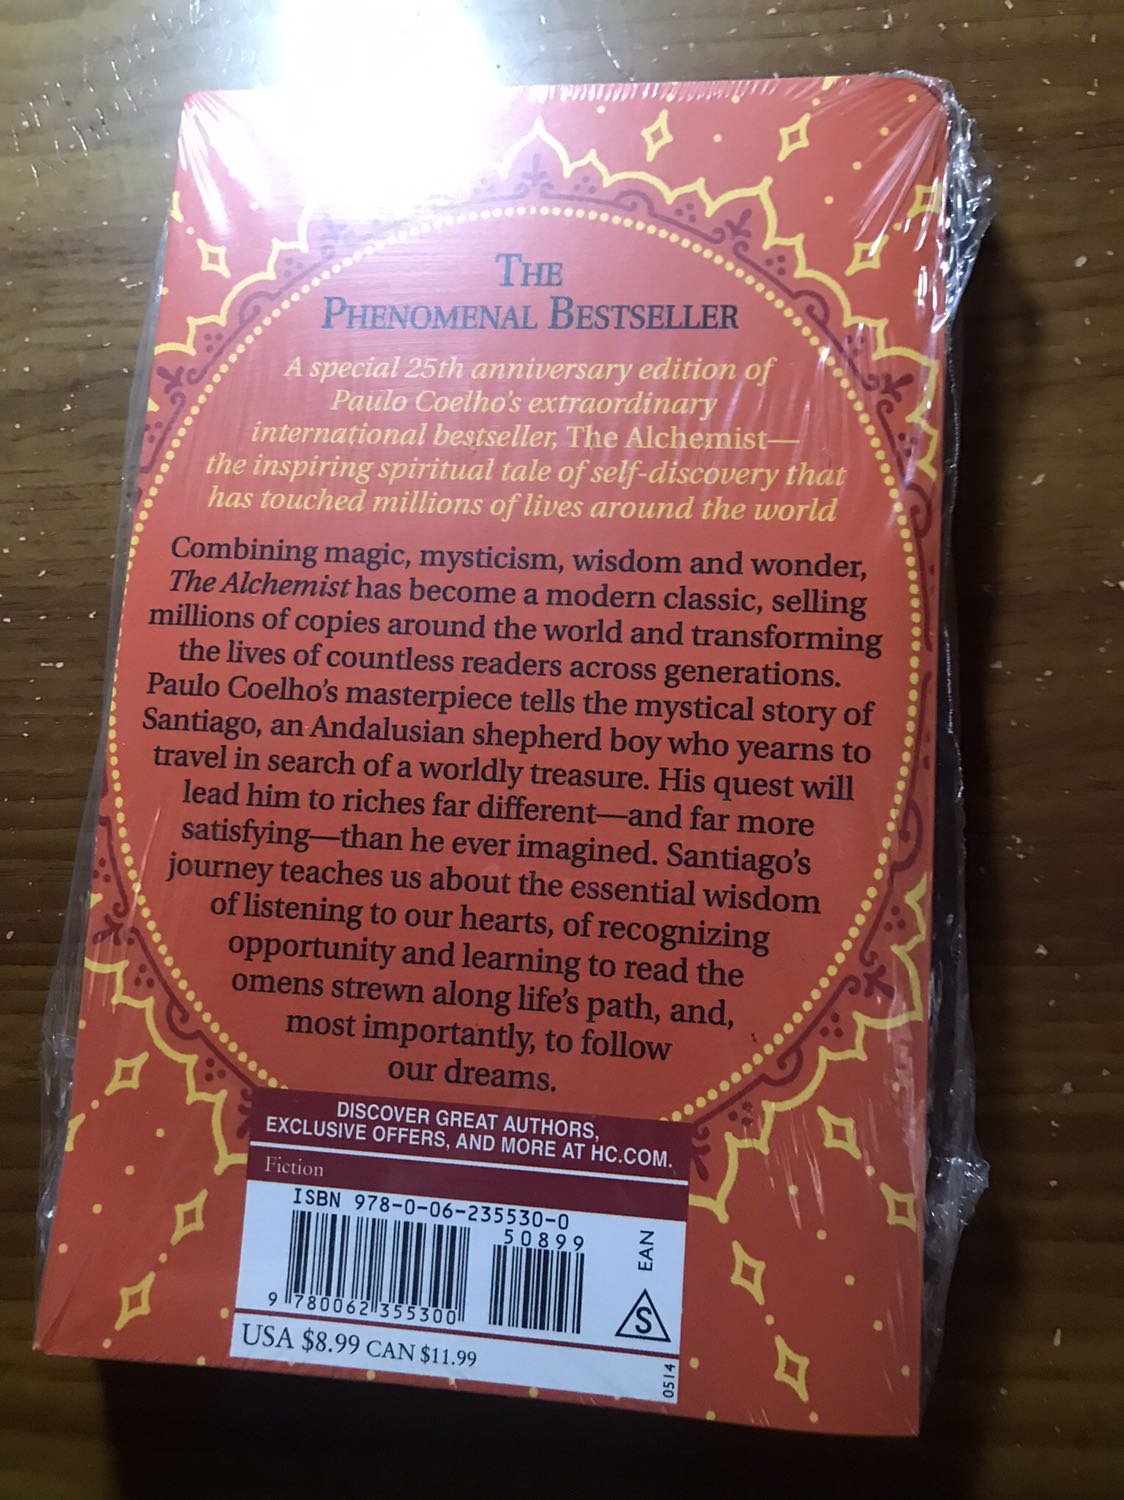 THE
PHENOMENAL BESTSELLER
A special 25th anniversary edition of
Paulo Coelho's extraordinary
international bestseller, The Alchemist—
the inspiring spiritual tale of self-discovery that
has touched millions of lives around the world
Combining magic, mysticism, wisdom and wonder,
The Alchemist has become a modern classic, selling
millions of copies around the world and transforming
the lives of countless readers across generations.
Paulo Coelho's masterpiece tells the mystical story of
Santiago, an Andalusian shepherd boy who yearns to
travel in search of a worldly treasure. His quest will
lead him to riches far different—and far more
satisfying—than he ever imagined. Santiago's
journey teaches us about the essential wisdom
of listening to our hearts, of recognizing
opportunity and learning to read the
omens strewn along life's path, and,
most importantly, to follow
our dreams.
DISCOVER GREAT AUTHORS,
EXCLUSIVE OFFERS, AND MORE AT HC.COM.
Fiction
ISBN 978-0-06-235530-0
50899
EAN
9 780062 355300
S
USA $8.99 CAN $11.99
0514